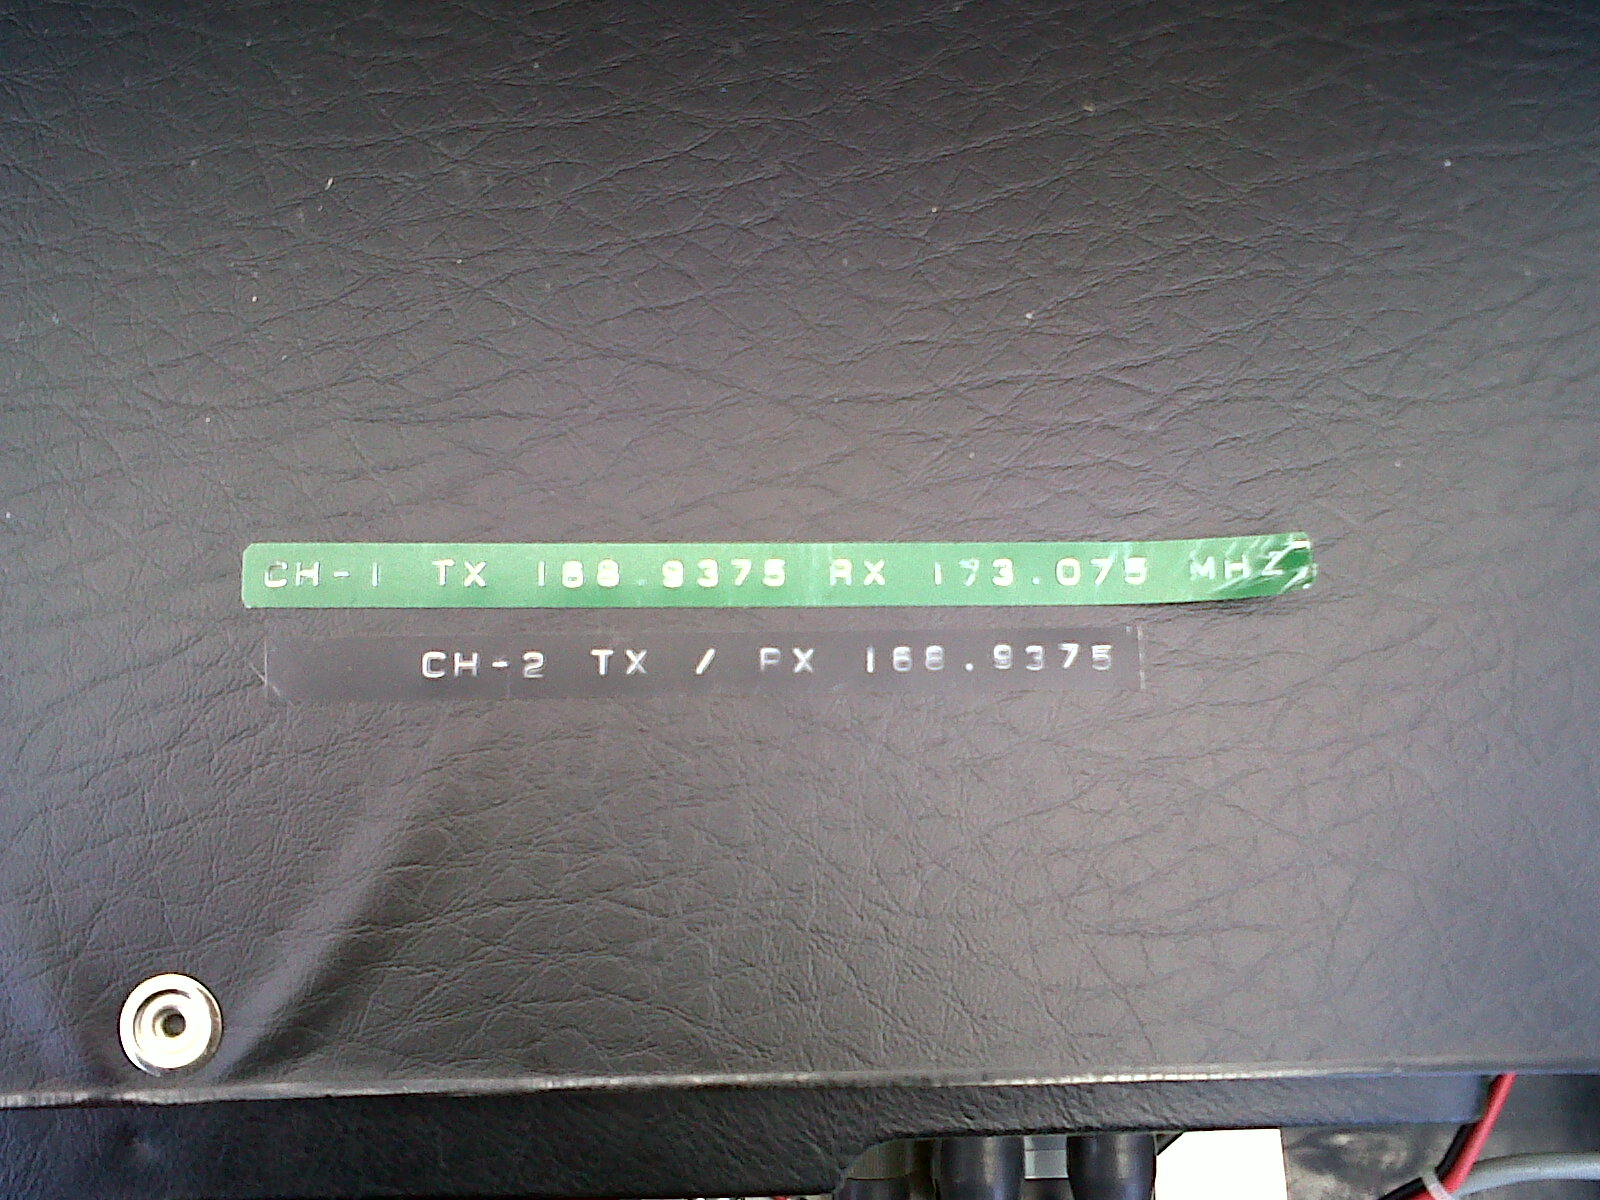 CH-1 TX 168.9375 RX 173.075 MHZ
CH-2 TX / RX 168.9375